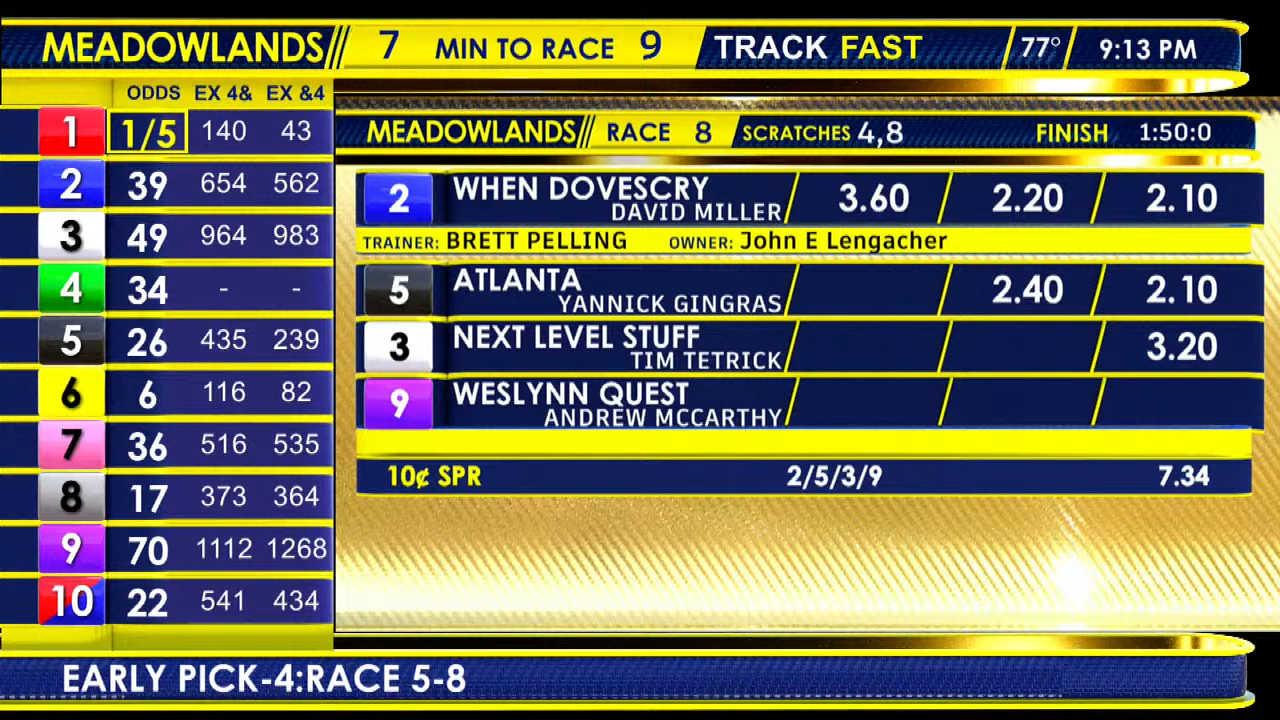 MEADOWLANDS// 7 MIN TO RACE 9 TRACK FAST / 77° / 9:13 PM
ODDS EX 4& EX &4
1 1/5 140 43
2 39 654 562
3 49 964 983
4 34 - -
5 26 435 239
6 6 116 82
7 36 516 535
8 17 373 364
9 70 1112 1268
10 22 541 434
MEADOWLANDS// RACE 8 SCRATCHES 4,8 FINISH 1:50:0
2 WHEN DOVESCRY 3.60 2.20 2.10
DAVID MILLER
TRAINER: BRETT PELLING OWNER: John E Lengacher
5 ATLANTA 2.40 2.10
YANNICK GINGRAS
3 NEXT LEVEL STUFF 3.20
TIM TETRICK
9 WESLYNN QUEST
ANDREW MCCARTHY
10¢ SPR 2/5/3/9 7.34
EARLY PICK-4:RACE 5-8